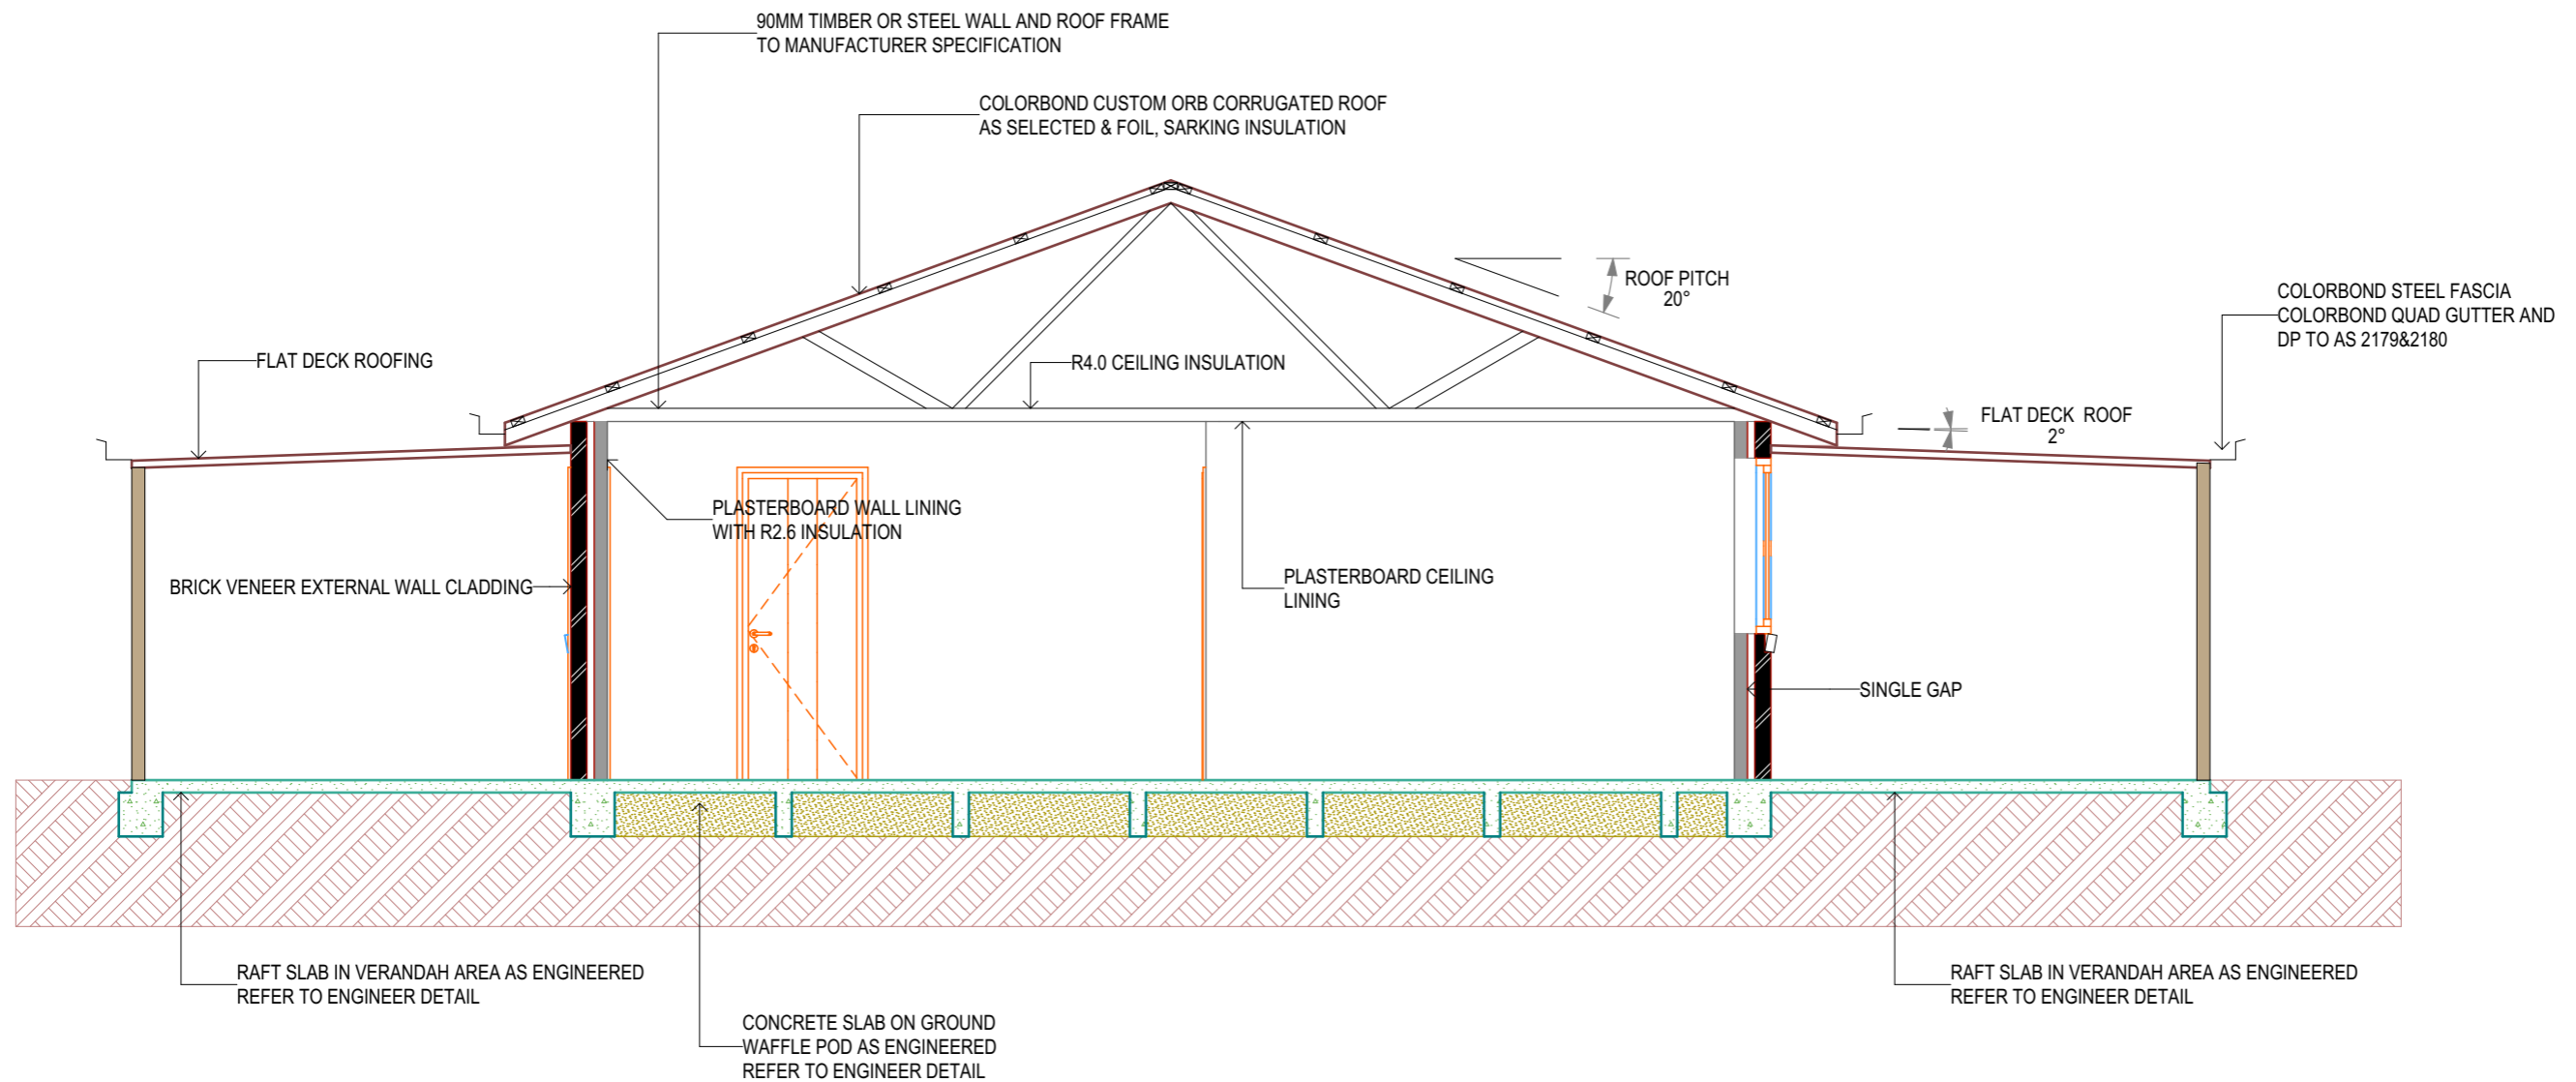 90MM TIMBER OR STEEL WALL AND ROOF FRAME
TO MANUFACTURER SPECIFICATION
COLORBOND CUSTOM ORB CORRUGATED ROOF
AS SELECTED & FOIL, SARKING INSULATION
ROOF PITCH
20°
COLORBOND STEEL FASCIA
COLORBOND QUAD GUTTER AND
DP TO AS 2179&2180
FLAT DECK ROOFING
R4.0 CEILING INSULATION
FLAT DECK ROOF
2°
PLASTERBOARD WALL LINING
WITH R2.6 INSULATION
BRICK VENEER EXTERNAL WALL CLADDING
PLASTERBOARD CEILING
LINING
SINGLE GAP
RAFT SLAB IN VERANDAH AREA AS ENGINEERED
REFER TO ENGINEER DETAIL
RAFT SLAB IN VERANDAH AREA AS ENGINEERED
REFER TO ENGINEER DETAIL
CONCRETE SLAB ON GROUND
WAFFLE POD AS ENGINEERED
REFER TO ENGINEER DETAIL